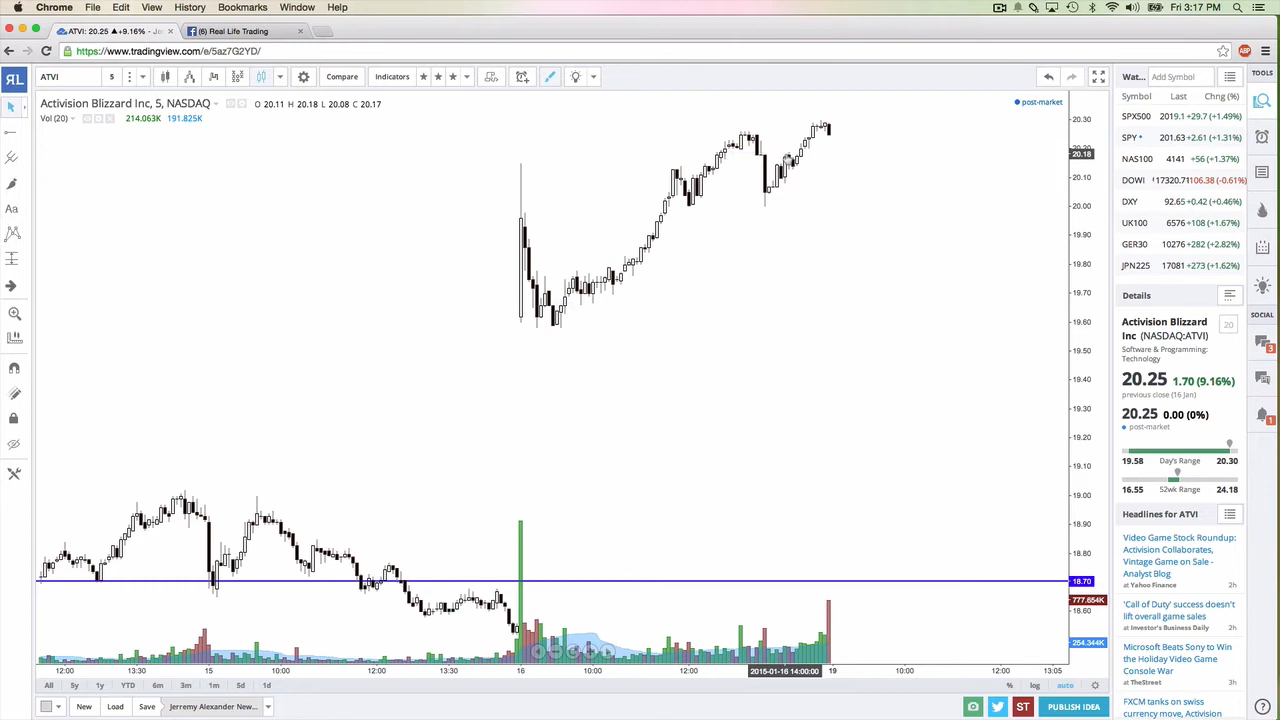 Chrome File Edit View History Bookmarks Window Help Fri 3:17 PM
ATVI: 20.25 ▲+9.16% - Je
(6) Real Life Trading
https://www.tradingview.com/e/5az7G2YD/
ABP
RL
ATVI 5 Compare Indicators
Activision Blizzard Inc, 5, NASDAQ O 20.11 H 20.18 L 20.08 C 20.17
Vol (20) 214.063K 191.825K
post-market
20.30
20.20
20.18
20.10
20.00
19.90
19.80
19.70
19.60
19.50
19.40
19.30
19.20
19.10
19.00
18.90
18.80
18.70
777.654K
18.60
254.344K
12:00 13:30 15 10:30 12:00 13:30 16 10:00 12:00 2015-01-16 14:00:00 19 10:00 12:00 13:05
All 5y 1y YTD 6m 3m 1m 5d 1d % log auto
New Load Save Jerremy Alexander New... ST PUBLISH IDEA
Aa
Wat... Add Symbol
Symbol Last Chng (%)
SPX500 2019.1 +29.7 (+1.49%)
SPY 201.63 +2.61 (+1.31%)
NAS100 4141 +56 (+1.37%)
DOWI 17320.71 106.38 (-0.61%)
DXY 92.65 +0.42 (+0.46%)
UK100 6576 +108 (+1.67%)
GER30 10276 +282 (+2.82%)
JPN225 17081 +273 (+1.62%)
Details
Activision Blizzard
Inc (NASDAQ:ATVI)
20
Software & Programming:
Technology
20.25 1.70 (9.16%)
previous close (16 Jan)
20.25 0.00 (0%)
post-market
19.58 Day's Range 20.30
16.55 52wk Range 24.18
Headlines for ATVI
Video Game Stock Roundup:
Activision Collaborates,
Vintage Game on Sale -
Analyst Blog
at Yahoo Finance 2h
'Call of Duty' success doesn't
lift overall game sales
at Investor's Business Daily 2h
Microsoft Beats Sony to Win
the Holiday Video Game
Console War
at TheStreet 3h
FXCM tanks on swiss
currency move, Activision
TOOLS
SOCIAL
3
1